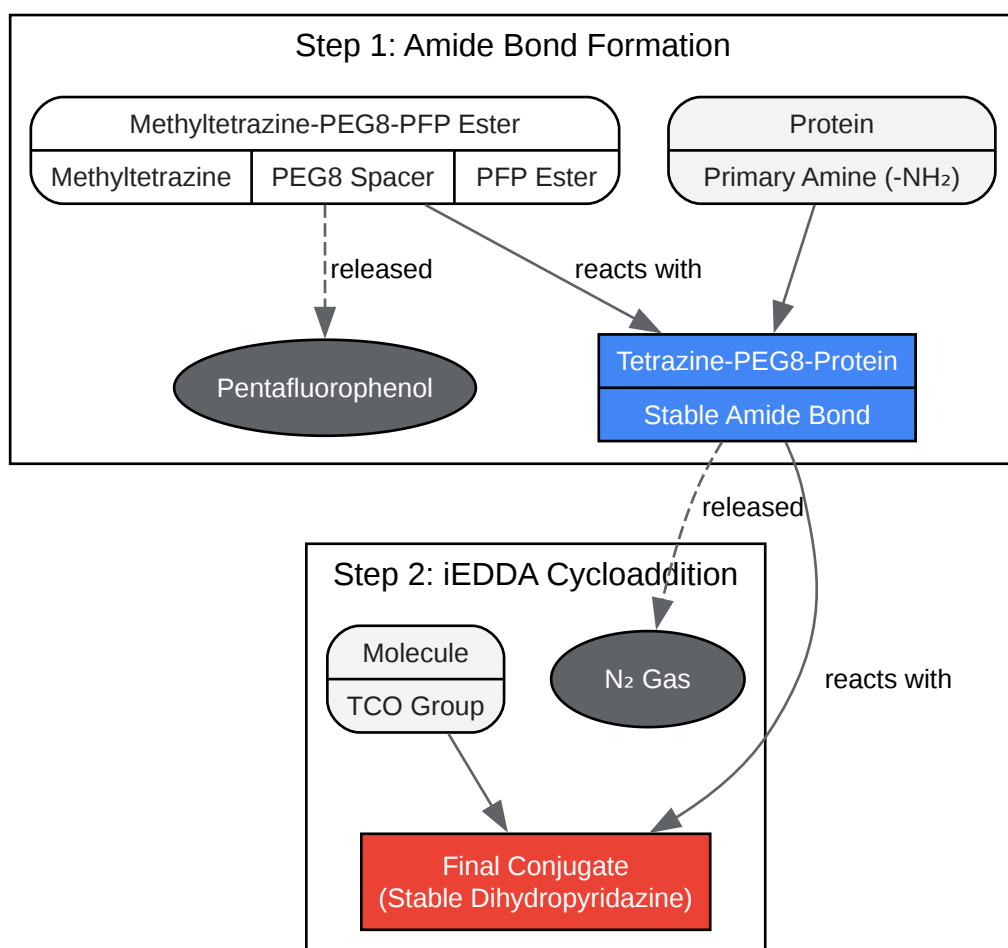 Step 1: Amide Bond Formation
Methyltetrazine-PEG8-PFP Ester
Methyltetrazine
PEG8 Spacer
PFP Ester
Protein
Primary Amine (-NH₂)
released
reacts with
Pentafluorophenol
Tetrazine-PEG8-Protein
Stable Amide Bond
released
Step 2: iEDDA Cycloaddition
Molecule
TCO Group
N₂ Gas
reacts with
Final Conjugate
(Stable Dihydropyridazine)